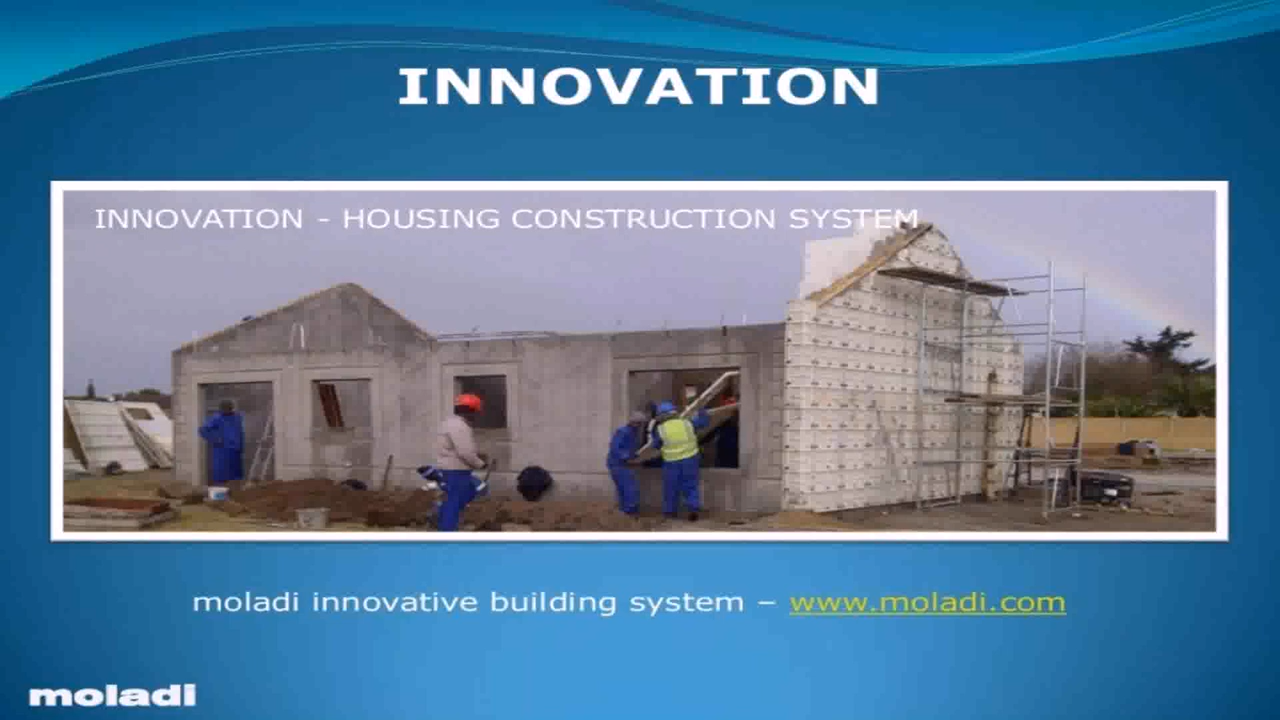 INNOVATION
INNOVATION - HOUSING CONSTRUCTION SYSTEM
moladi innovative building system – www.moladi.com
moladi